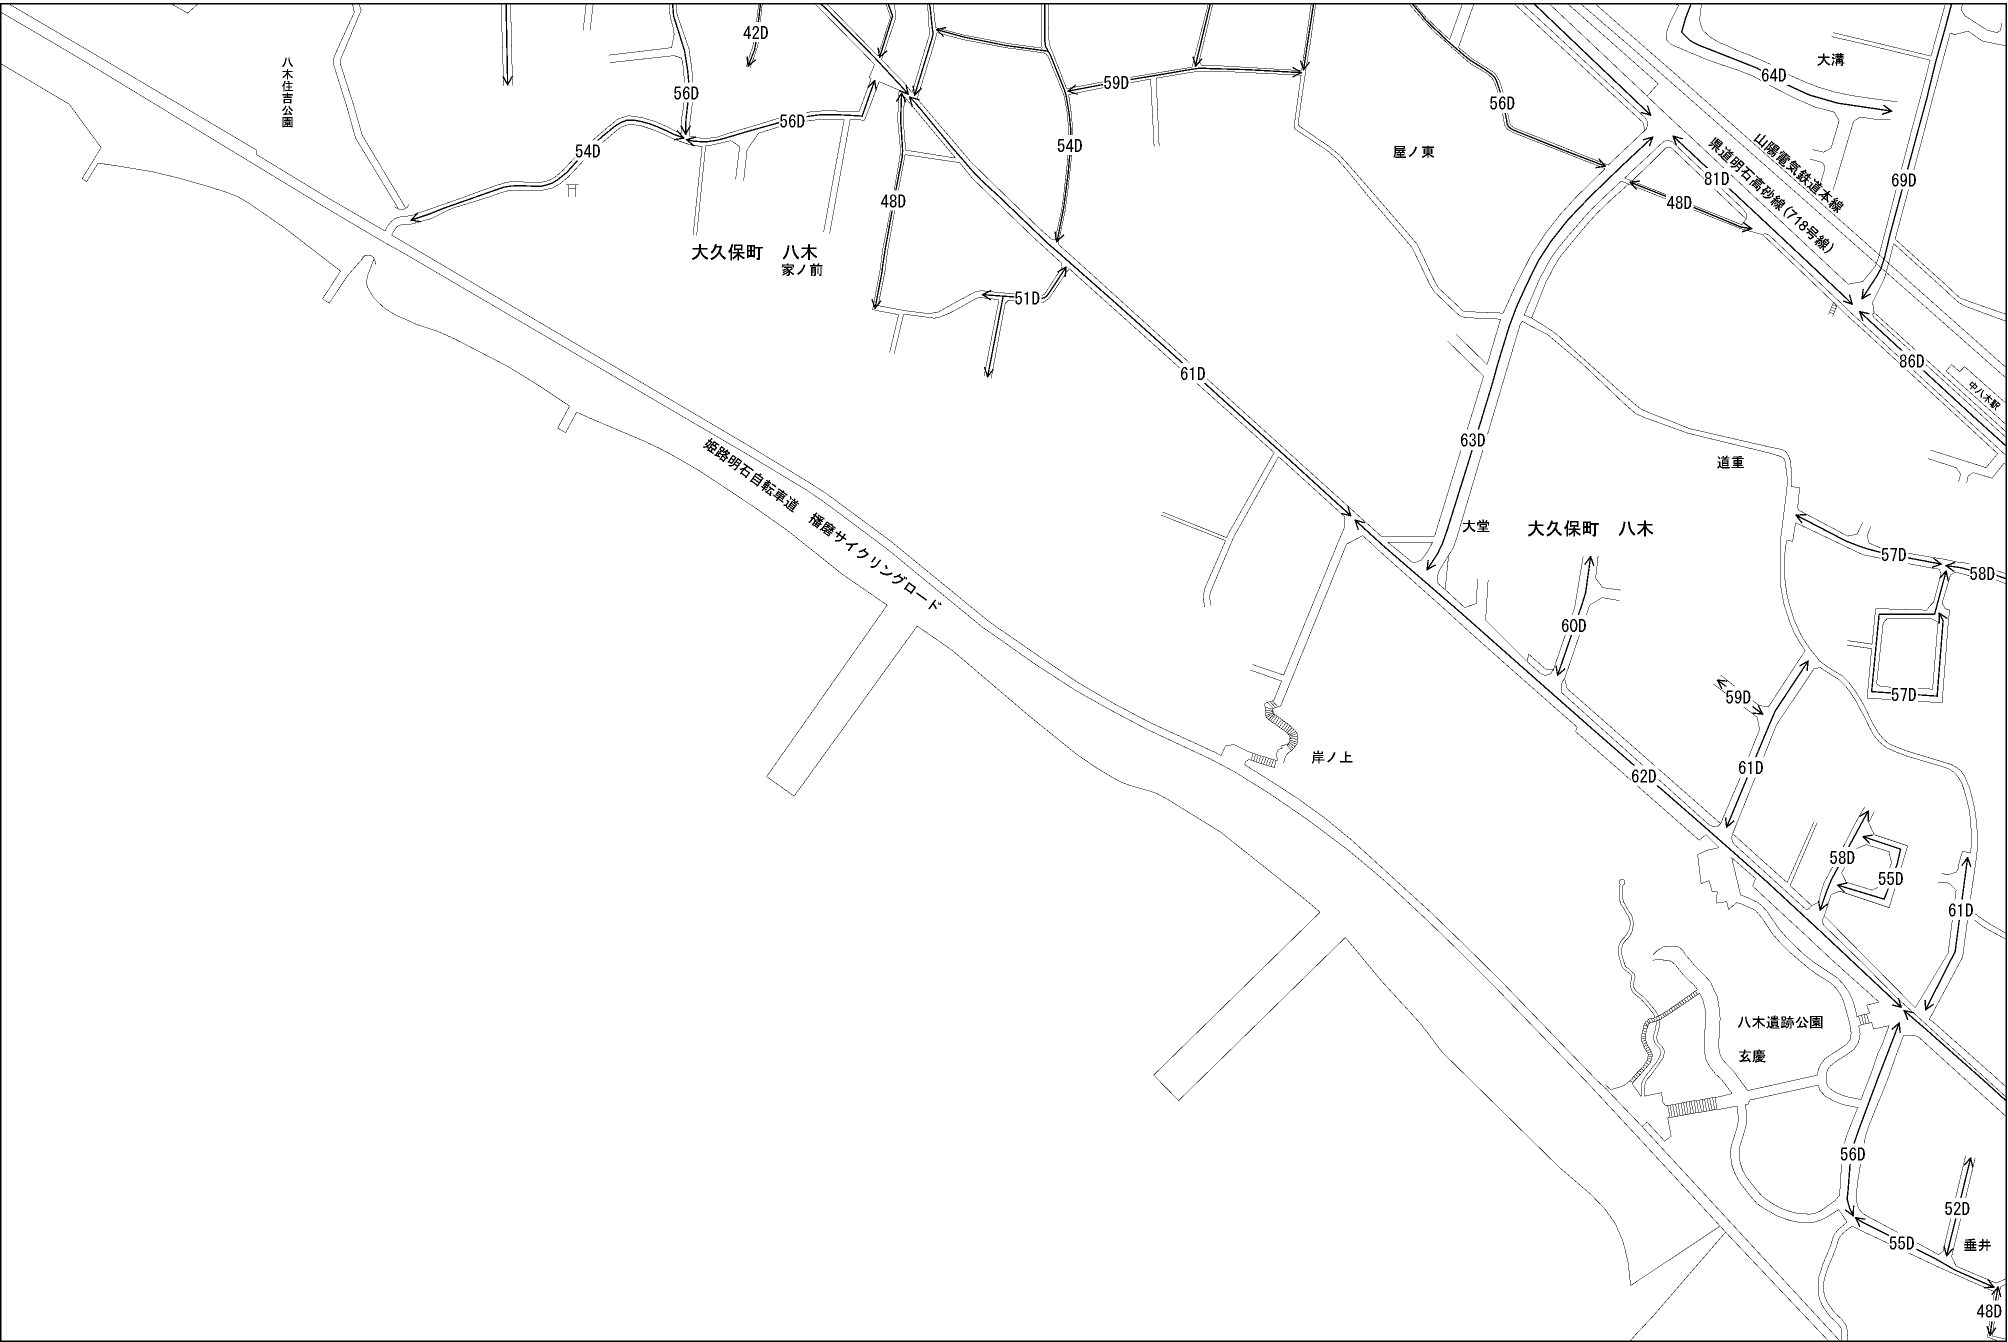 42D
八木住吉公園
大溝
64D
56D
59D
56D
56D
54D
54D
屋ノ東
山陽電気鉄道本線
県道明石高砂線(718号線)
81D
69D
48D
48D
大久保町　八木
家ノ前
51D
61D
86D
中八木駅
63D
道重
姫路明石自転車道　播磨サイクリングロード
大堂
大久保町　八木
57D
58D
60D
57D
59D
岸ノ上
62D
61D
58D
55D
61D
八木遺跡公園
玄慶
56D
52D
55D
垂井
48D